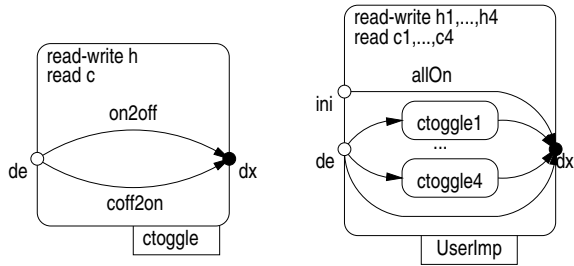 read-write h
read c
on2off
de
dx
coff2on
ctoggle
read-write h1,...,h4
read c1,...,c4
allOn
ini
ctoggle1
...
de
dx
ctoggle4
UserImp